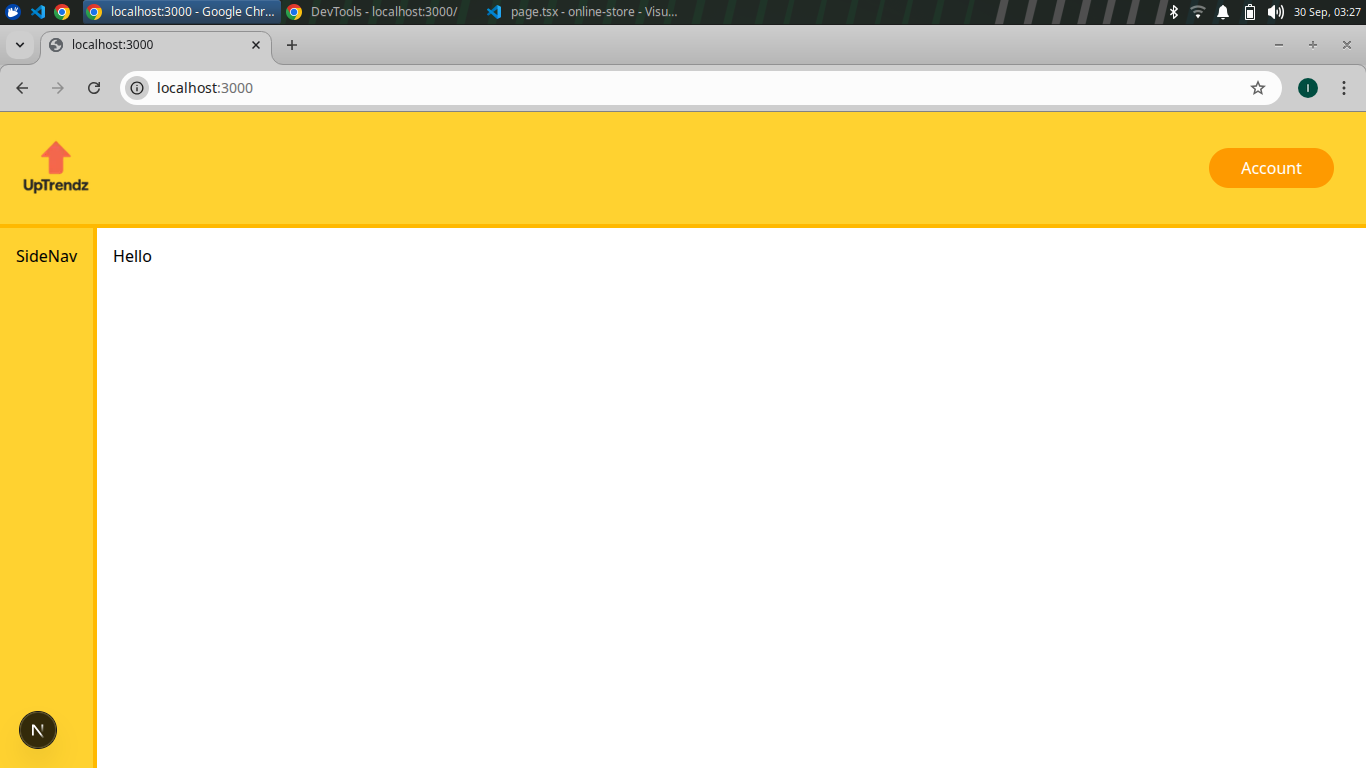 localhost:3000 - Google Chr... DevTools - localhost:3000/ page.tsx - online-store - Visu... 30 Sep, 03:27
localhost:3000
localhost:3000 I
UpTrendz Account
SideNav Hello
N